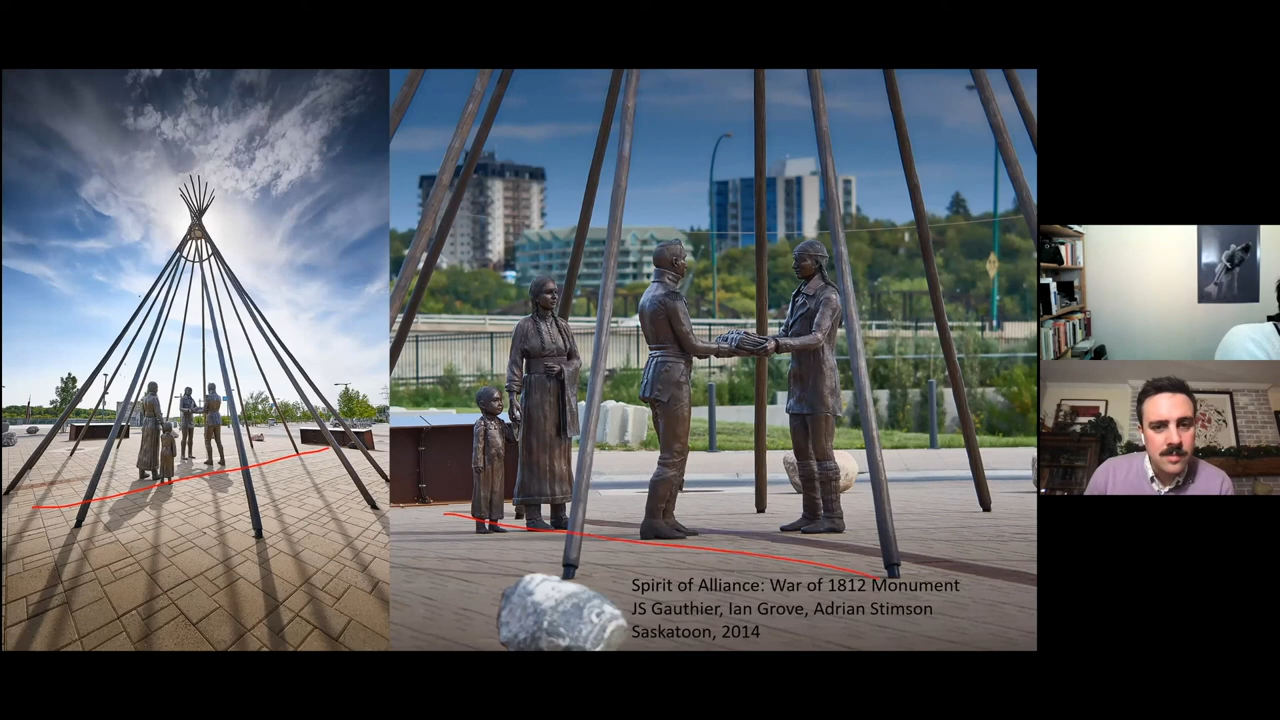 Spirit of Alliance: War of 1812 Monument
JS Gauthier, Ian Grove, Adrian Stimson
Saskatoon, 2014